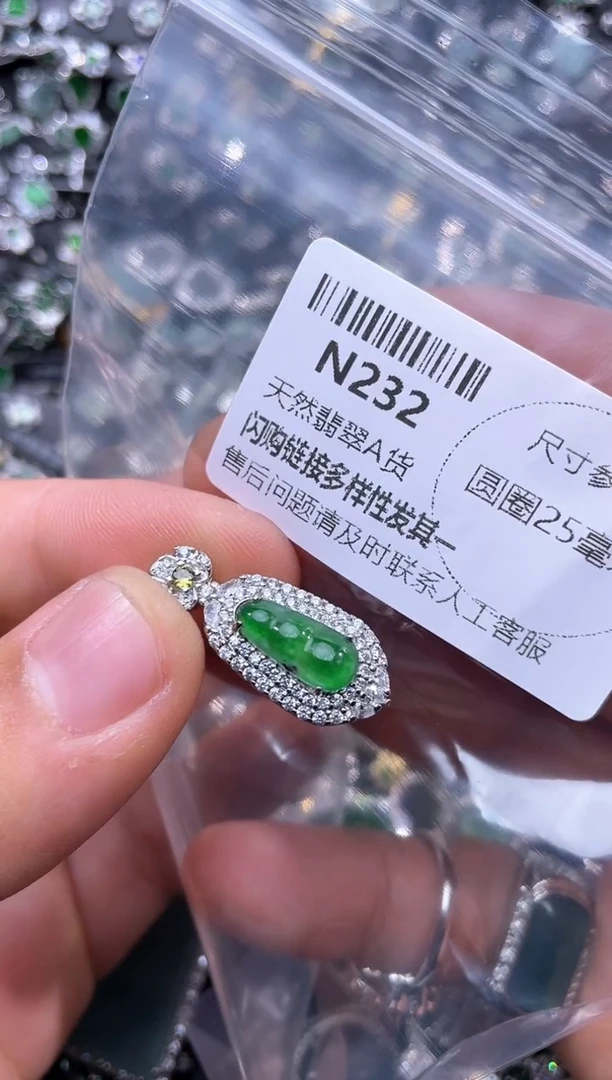 N232
天然翡翠A货
闪购链接多样性发其一
售后问题请及时联系人工客服
尺寸参
圆圈25毫